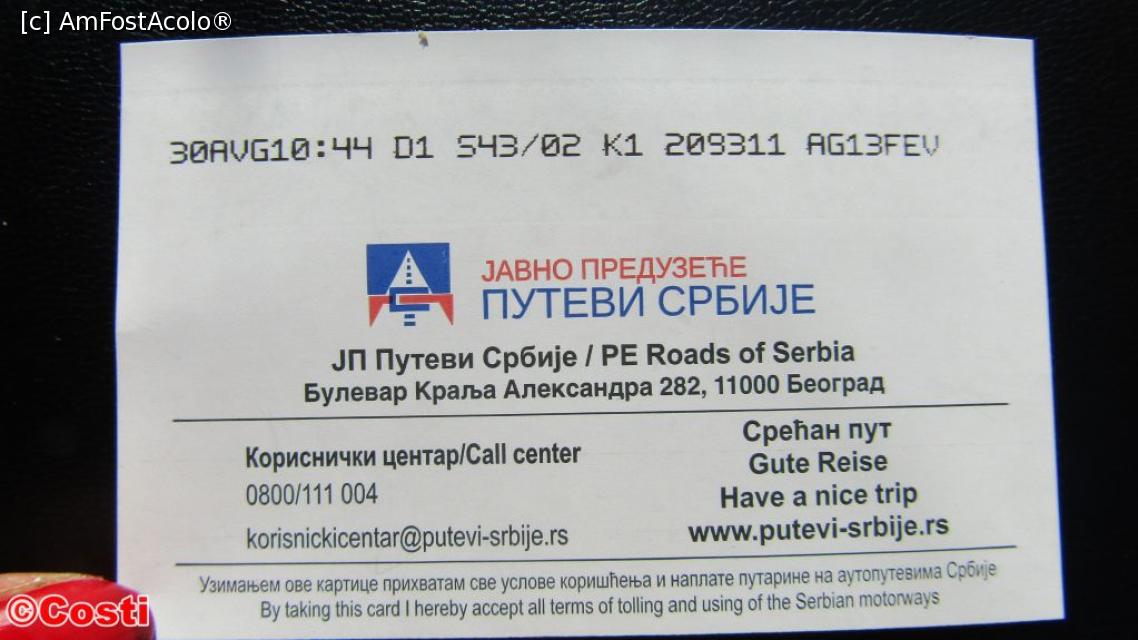 [c] AmFostAcolo®
30AVG10:44 D1 S43/02 K1 209311 AG13FEV
ЈАВНО ПРЕДУЗЕЋЕ
ПУТЕВИ СРБИЈЕ
ЈП Путеви Србије / PE Roads of Serbia
Булевар Краља Александра 282, 11000 Београд
Кориснички центар/Call center
0800/111 004
korisnickicentar@putevi-srbije.rs
Срећан пут
Gute Reise
Have a nice trip
www.putevi-srbije.rs
Узимањем ове картице прихватам све услове коришћења и наплате путарине на аутопутевима Србије
By taking this card I hereby accept all terms of tolling and using of the Serbian motorways
©Costi